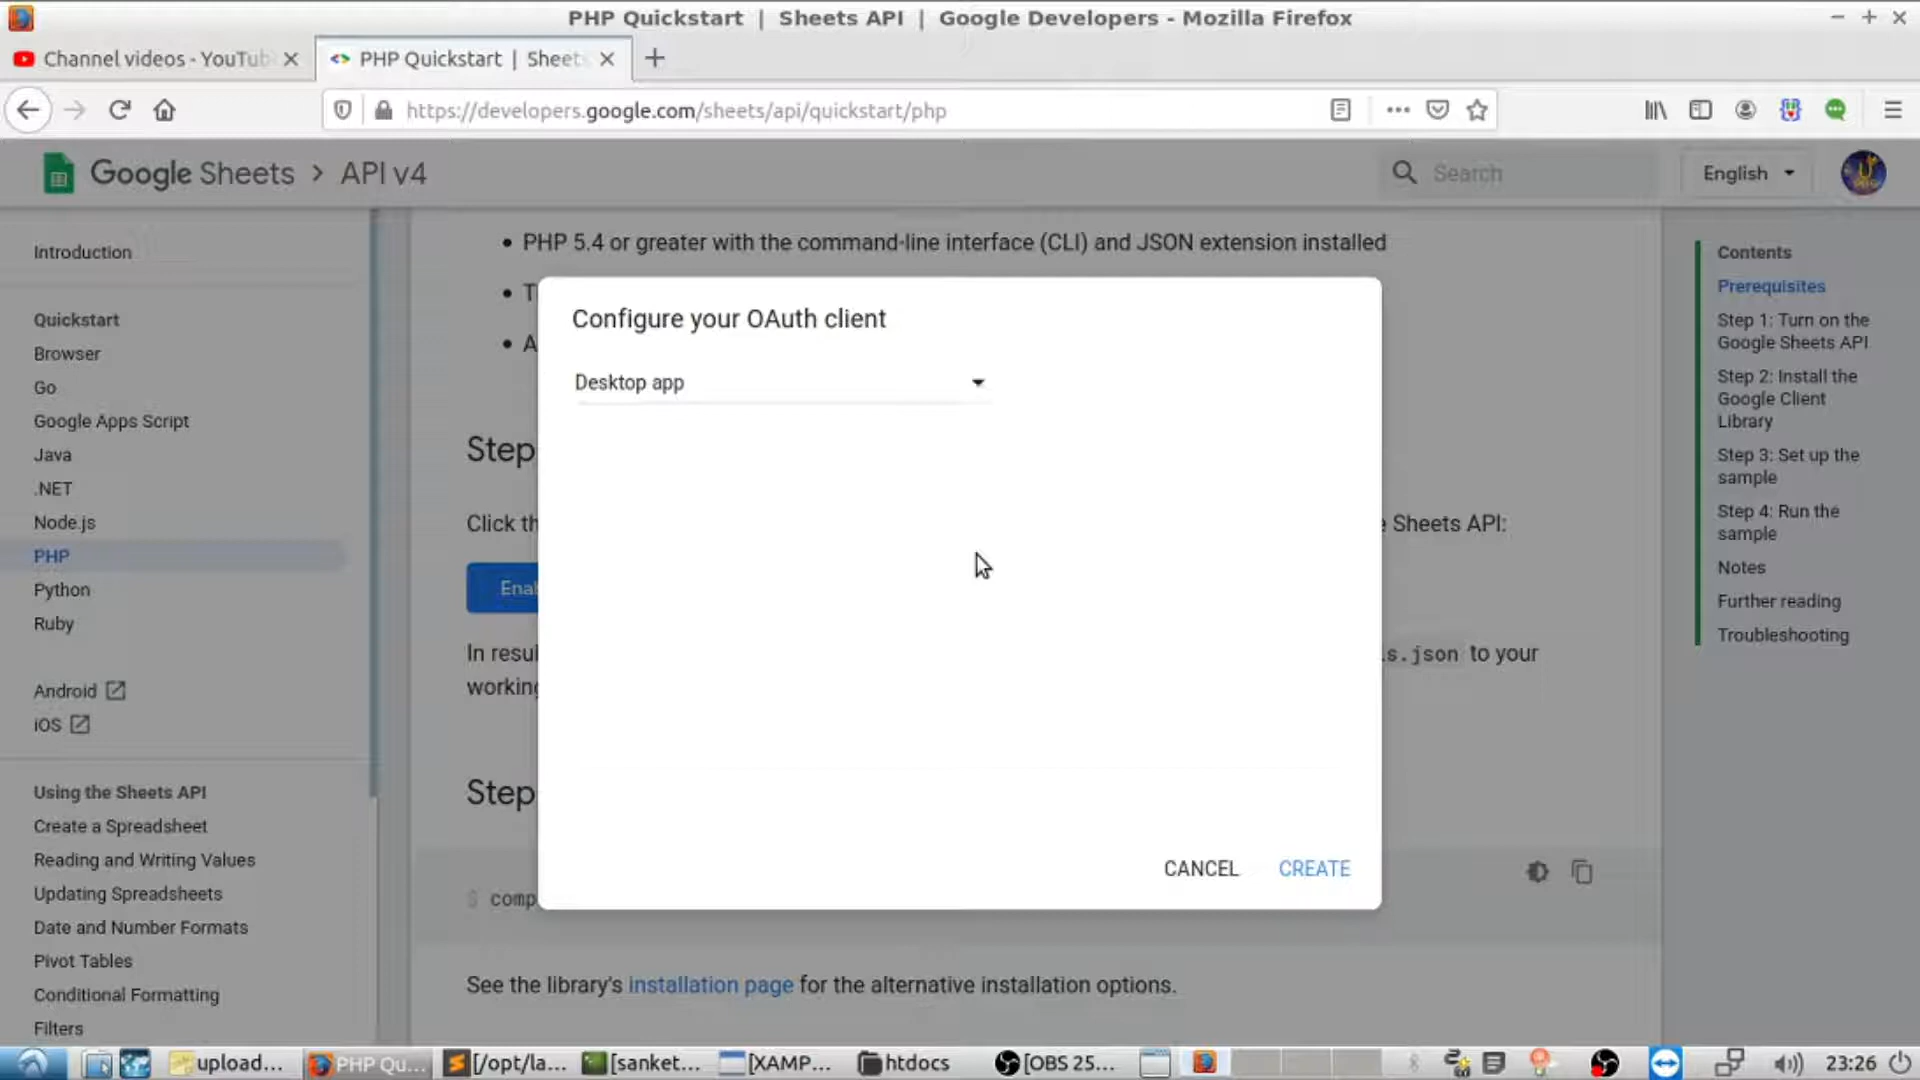 PHP Quickstart | Sheets API | Google Developers - Mozilla Firefox
Channel videos - YouTub
PHP Quickstart | Sheet
https://developers.google.com/sheets/api/quickstart/php
Google Sheets > API v4
Search
English
Introduction
Quickstart
Browser
Go
Google Apps Script
Java
.NET
Node.js
PHP
Python
Ruby
Android
iOS
Using the Sheets API
Create a Spreadsheet
Reading and Writing Values
Updating Spreadsheets
Date and Number Formats
Pivot Tables
Conditional Formatting
Filters
• PHP 5.4 or greater with the command-line interface (CLI) and JSON extension installed
• T
• A
Configure your OAuth client
Desktop app
CANCEL
CREATE
Step
Click th
e Sheets API:
Enab
In resul
s.json to your
working
Step
$ comp
See the library's installation page for the alternative installation options.
Contents
Prerequisites
Step 1: Turn on the
Google Sheets API
Step 2: Install the
Google Client
Library
Step 3: Set up the
sample
Step 4: Run the
sample
Notes
Further reading
Troubleshooting
upload...
PHP Qu...
[/opt/la...
[sanket...
[XAMP...
htdocs
[OBS 25...
23:26